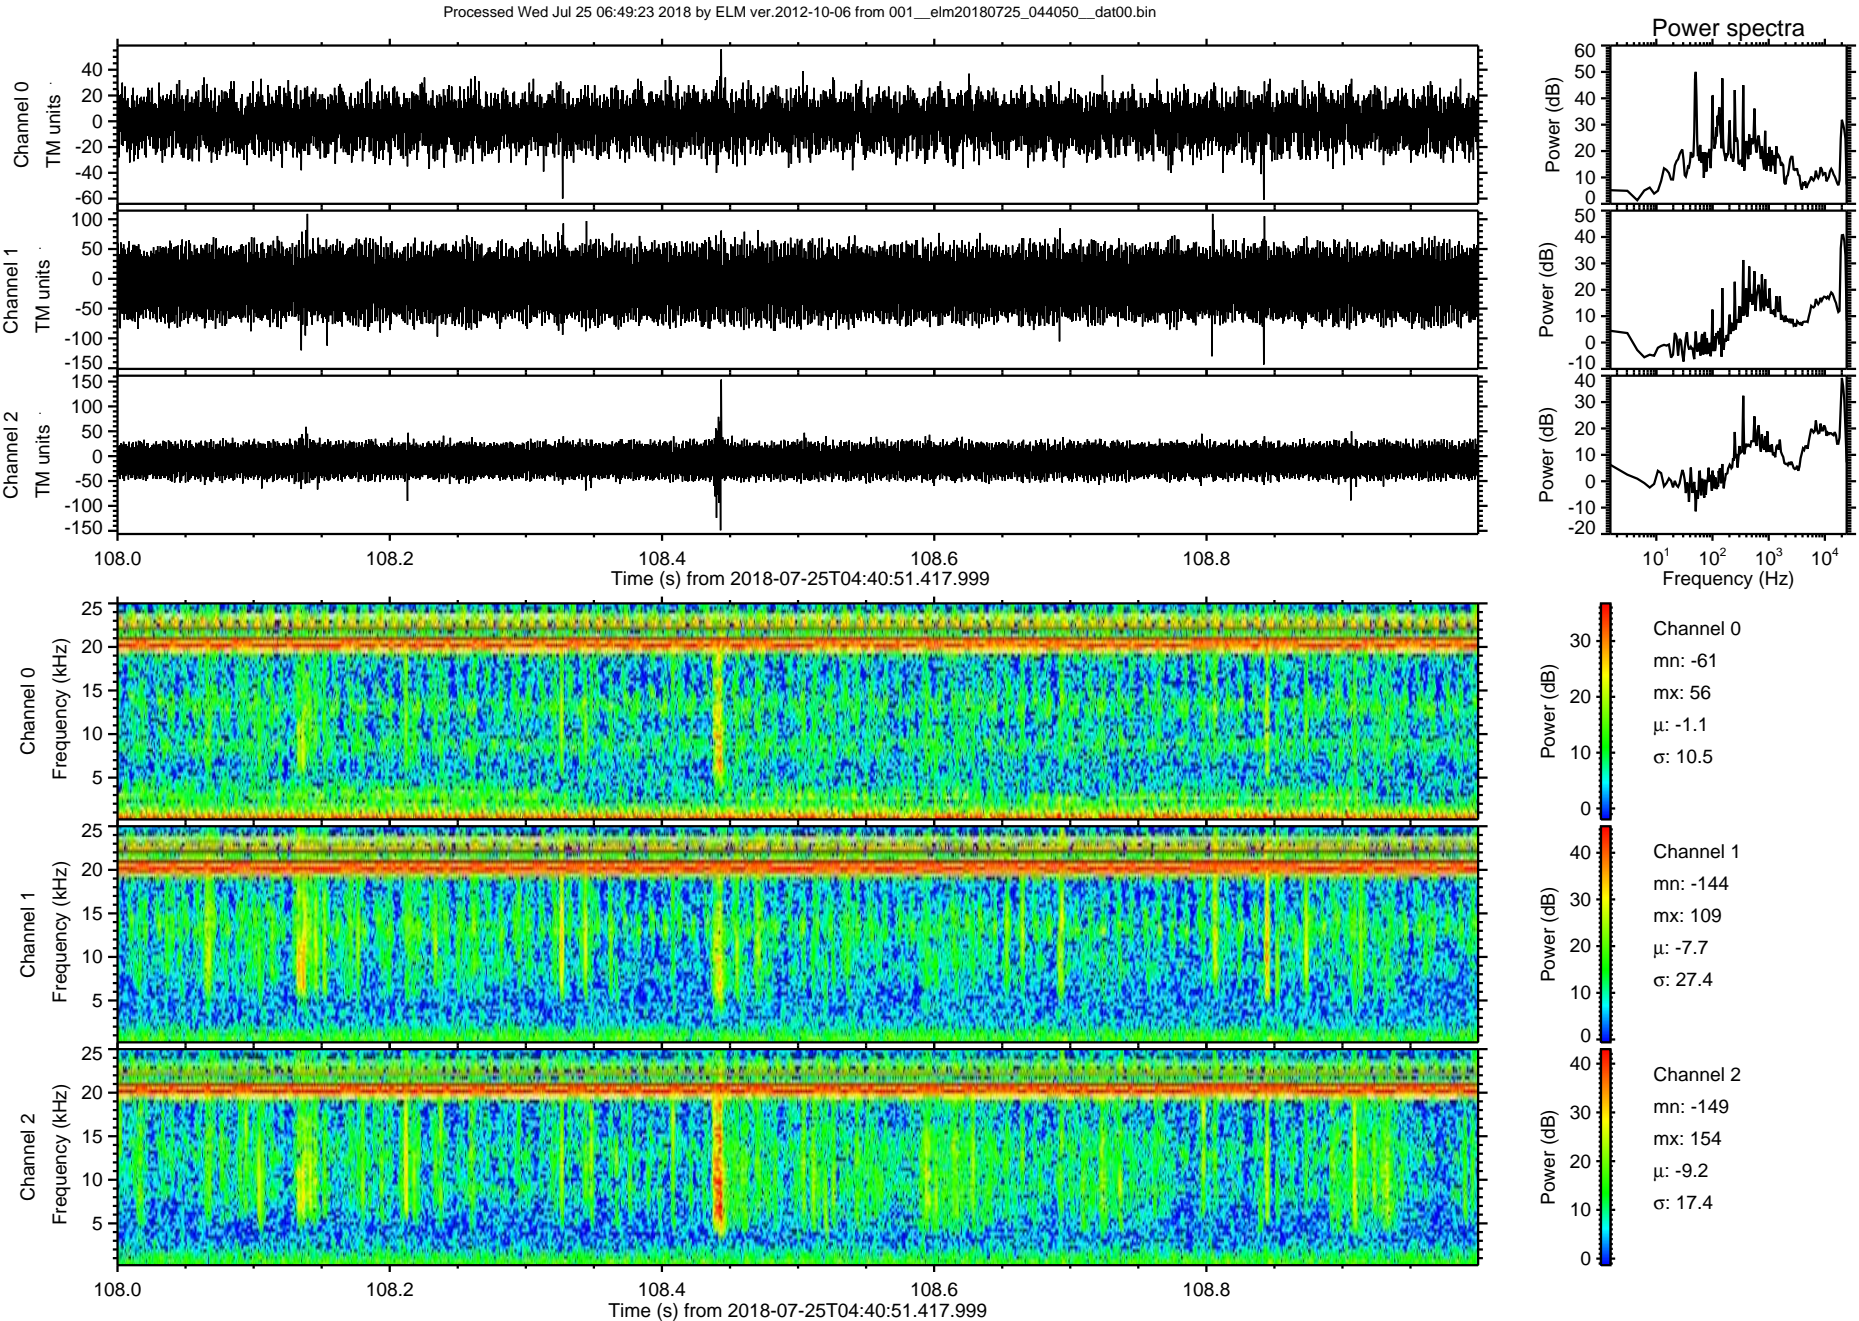 Processed Wed Jul 25 06:49:23 2018 by ELM ver.2012-10-06 from 001__elm20180725_044050__dat00.bin
Power spectra
Channel 0
TM units
40
20
0
-20
-40
-60
Channel 1
TM units
100
50
0
-50
-100
-150
Channel 2
TM units
150
100
50
0
-50
-100
-150
108.0 108.2 108.4 108.6 108.8
Time (s) from 2018-07-25T04:40:51.417.999
Power (dB)
60
50
40
30
20
10
0
Power (dB)
50
40
30
20
10
0
-10
Power (dB)
40
30
20
10
0
-10
-20
10^1 10^2 10^3 10^4
Frequency (Hz)
Channel 0
Frequency (kHz)
25
20
15
10
5
Power (dB)
30
20
10
0
Channel 0
mn: -61
mx: 56
µ: -1.1
σ: 10.5
Channel 1
Frequency (kHz)
25
20
15
10
5
Power (dB)
40
30
20
10
0
Channel 1
mn: -144
mx: 109
µ: -7.7
σ: 27.4
Channel 2
Frequency (kHz)
25
20
15
10
5
Power (dB)
40
30
20
10
0
Channel 2
mn: -149
mx: 154
µ: -9.2
σ: 17.4
108.0 108.2 108.4 108.6 108.8
Time (s) from 2018-07-25T04:40:51.417.999